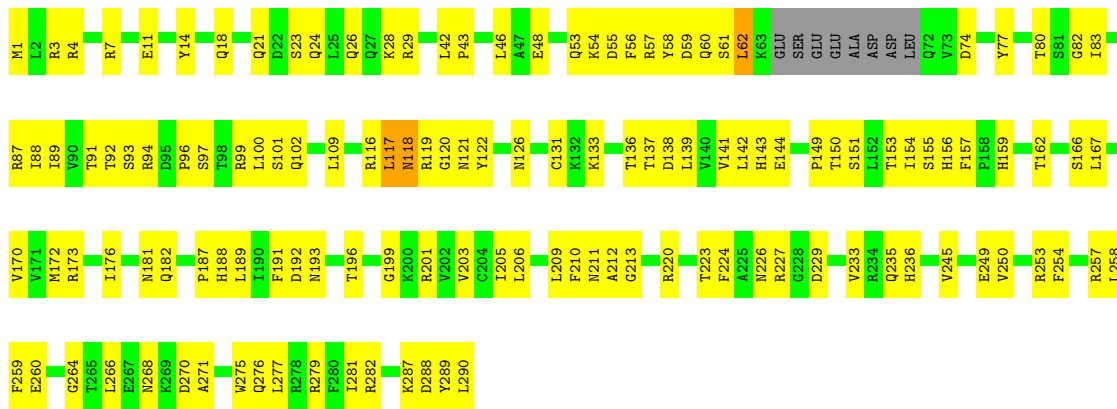 M1 L2 R3 R4 R7 E11 Y14 Q18 Q21 D22 S23 Q24 L25 Q26 Q27 K28 R29 L42 P43 L46 A47 E48 Q53 K54 D55 F56 R57 Y58 D59 Q60 S61 L62 K63 GLU SER GLU GLU ALA ASP ASP LEU Q72 V73 D74 Y77 T80 S81 G82 I83
R87 I88 I89 V90 T91 T92 S93 R94 D95 P96 S97 T98 R99 L100 S101 Q102 L109 R116 L117 N118 R119 G120 N121 Y122 N126 C131 K132 K133 T136 T137 D138 L139 V140 V141 L142 H143 E144 P149 T150 S151 L152 T153 I154 S155 H156 F157 P158 H159 T162 S166 L167
V170 V171 M172 R173 I176 N181 Q182 P187 H188 L189 I190 F191 D192 N193 T196 G199 K200 R201 V202 V203 C204 I205 L206 L209 F210 N211 A212 G213 R220 T223 F224 A225 N226 R227 G228 D229 V233 R234 Q235 H236 V245 E249 V250 R253 F254 R257 L258
F259 E260 G264 T265 L266 E267 N268 K269 D270 A271 W275 Q276 L277 R278 R279 F280 I281 R282 K287 D288 Y289 L290